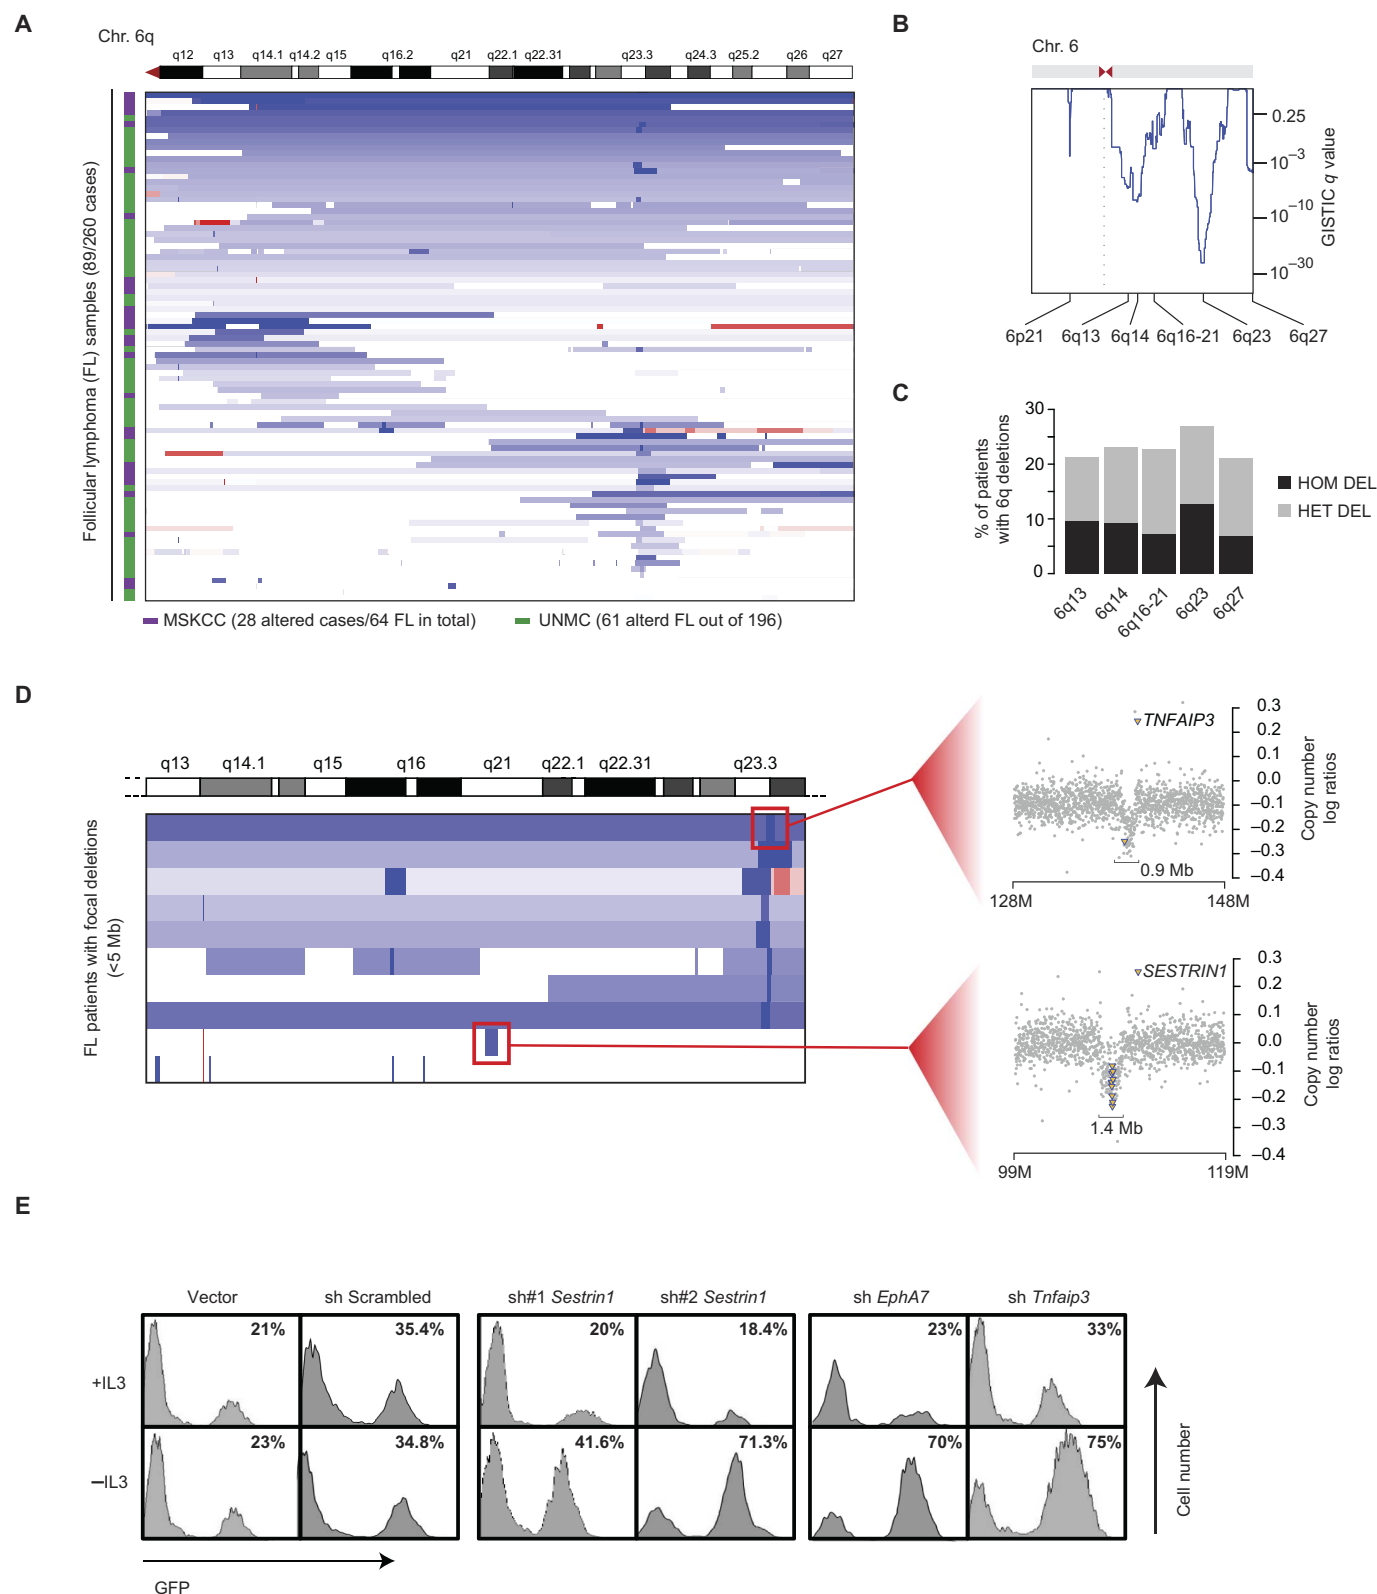 A
Chr. 6q
q12 q13 q14.1 q14.2 q15 q16.2 q21 q22.1 q22.31 q23.3 q24.3 q25.2 q26 q27
Follicular lymphoma (FL) samples (89/260 cases)
MSKCC (28 altered cases/64 FL in total)
UNMC (61 alterd FL out of 196)
B
Chr. 6
0.25
10–3
10–10
10–30
GISTIC q value
6p21 6q13 6q14 6q16-21 6q23 6q27
C
% of patients
with 6q deletions
30
20
10
0
6q13 6q14 6q16-21 6q23 6q27
HOM DEL
HET DEL
D
q13 q14.1 q15 q16 q21 q22.1 q22.31 q23.3
FL patients with focal deletions
(<5 Mb)
TNFAIP3
0.3
0.2
0.1
0.0
–0.1
–0.2
–0.3
–0.4
Copy number
log ratios
0.9 Mb
128M 148M
SESTRIN1
0.3
0.2
0.1
0.0
–0.1
–0.2
–0.3
–0.4
Copy number
log ratios
1.4 Mb
99M 119M
E
Vector sh Scrambled sh#1 Sestrin1 sh#2 Sestrin1 sh EphA7 sh Tnfaip3
+IL3 21% 35.4% 20% 18.4% 23% 33%
–IL3 23% 34.8% 41.6% 71.3% 70% 75%
Cell number
GFP